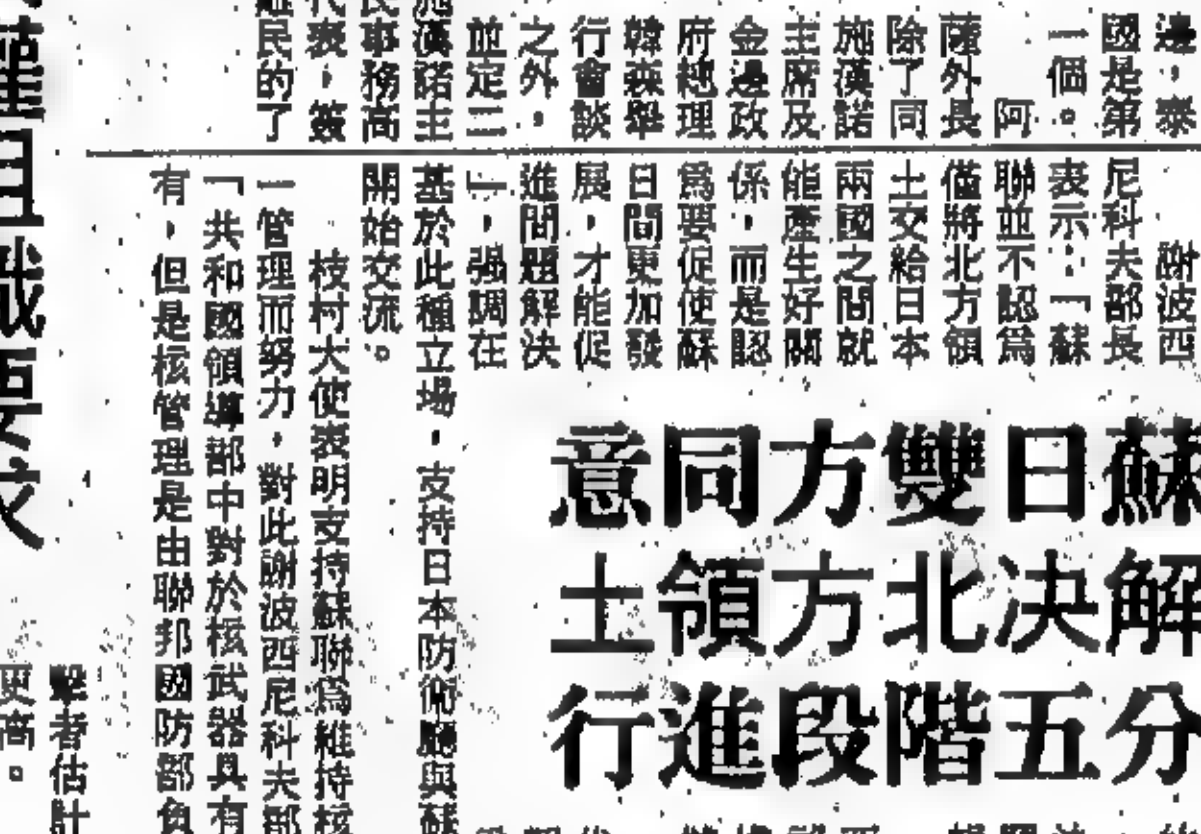 邊，泰
國是第
一個。
阿
薩外長
除了同
施漢諾
主席及
金邊政
府總理
韓森舉
行會談
之外，
並定二
施漢諾主
民事務高
代表，簽
難民的了
蘇日雙方同意
解決北方領土
分五階段進行
謝波西
尼科夫部長
表示：「蘇
聯並不認爲
僅將北方領
土交給日本
兩國之間就
能產生好關
係，而是認
爲要促使蘇
日間更加發
展，才能促
進問題解決
」，强調在
基於此種立場，支持日本防衛廳與蘇
開始交流。
枝村大使表明支持蘇聯爲維持核
一管理而努力，對此謝波西尼科夫部
「共和國領導部中對於核武器具有
有，但是核管理是由聯邦國防部負
擊者估計
更高。